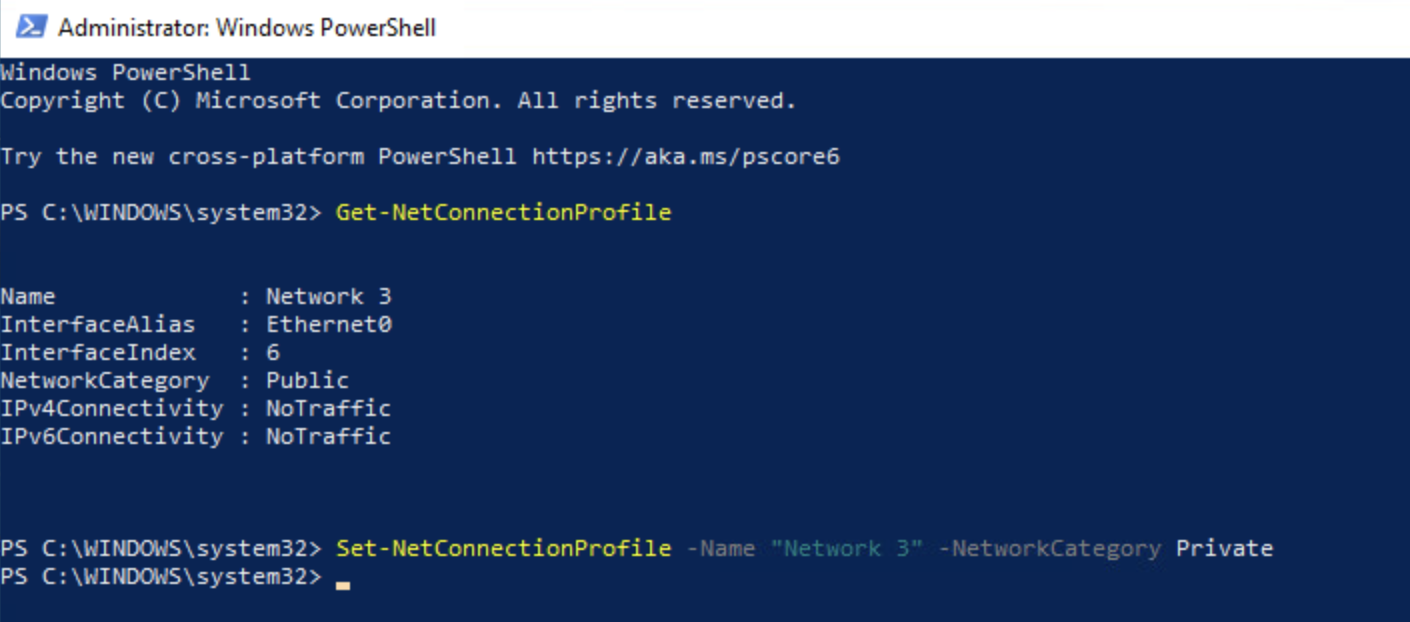 Administrator: Windows PowerShell
Windows PowerShell
Copyright (C) Microsoft Corporation. All rights reserved.
Try the new cross-platform PowerShell https://aka.ms/pscore6
PS C:\WINDOWS\system32> Get-NetConnectionProfile
Name             : Network 3
InterfaceAlias   : Ethernet0
InterfaceIndex   : 6
NetworkCategory  : Public
IPv4Connectivity : NoTraffic
IPv6Connectivity : NoTraffic
PS C:\WINDOWS\system32> Set-NetConnectionProfile -Name "Network 3" -NetworkCategory Private
PS C:\WINDOWS\system32>